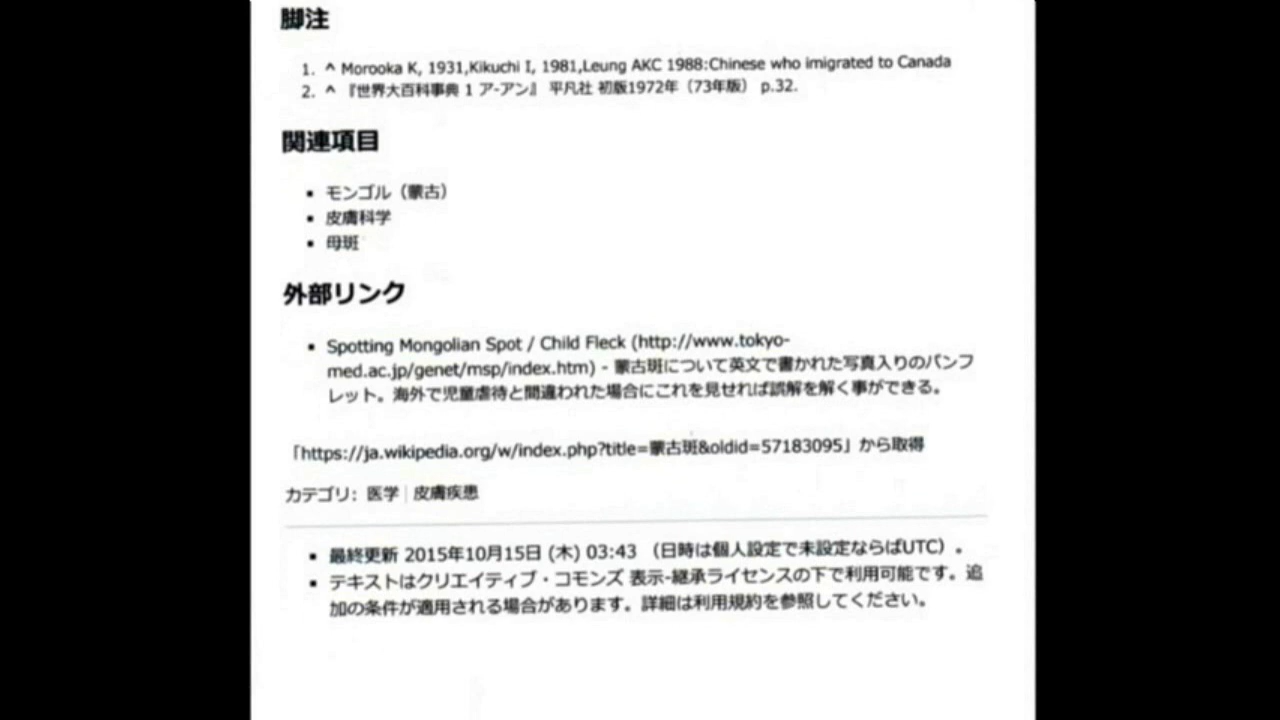 脚注
1. ^ Morooka K, 1931,Kikuchi I, 1981,Leung AKC 1988:Chinese who imigrated to Canada
2. ^ 『世界大百科事典 1 ア-アン』 平凡社 初版1972年（73年版） p.32.
関連項目
▪ モンゴル（蒙古）
▪ 皮膚科学
▪ 母斑
外部リンク
▪ Spotting Mongolian Spot / Child Fleck (http://www.tokyo-
med.ac.jp/genet/msp/index.htm) - 蒙古斑について英文で書かれた写真入りのパンフ
レット。海外で児童虐待と間違われた場合にこれを見せれば誤解を解く事ができる。
「https://ja.wikipedia.org/w/index.php?title=蒙古斑&oldid=57183095」から取得
カテゴリ: 医学 | 皮膚疾患
▪ 最終更新 2015年10月15日 (木) 03:43 （日時は個人設定で未設定ならばUTC）。
▪ テキストはクリエイティブ・コモンズ 表示-継承ライセンスの下で利用可能です。追
加の条件が適用される場合があります。詳細は利用規約を参照してください。